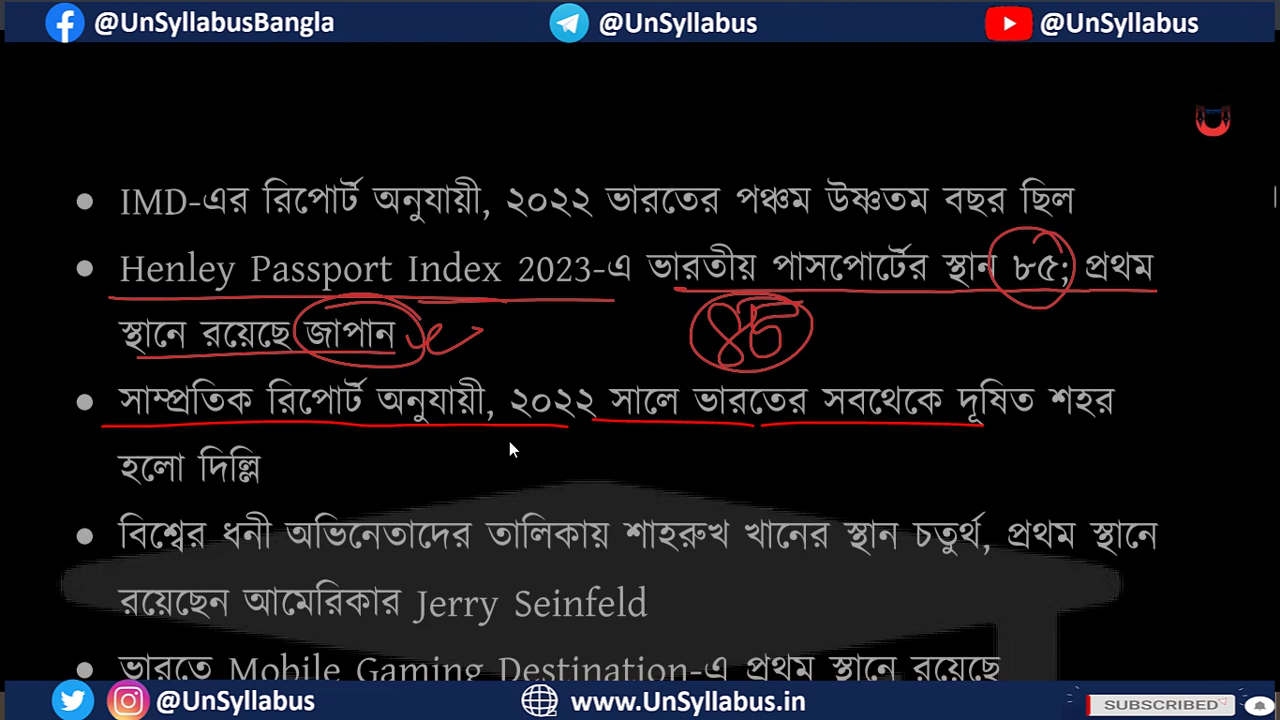 @UnSyllabusBangla @UnSyllabus @UnSyllabus
• IMD-এর রিপোর্ট অনুযায়ী, ২০২২ ভারতের পঞ্চম উষ্ণতম বছর ছিল
• Henley Passport Index 2023-এ ভারতীয় পাসপোর্টের স্থান ৮৫; প্রথম
স্থানে রয়েছে জাপান
85
• সাম্প্রতিক রিপোর্ট অনুযায়ী, ২০২২ সালে ভারতের সবথেকে দূষিত শহর
হলো দিল্লি
• বিশ্বের ধনী অভিনেতাদের তালিকায় শাহরুখ খানের স্থান চতুর্থ, প্রথম স্থানে
রয়েছেন আমেরিকার Jerry Seinfeld
• ভারতে Mobile Gaming Destination-এ প্রথম স্থানে রয়েছে
@UnSyllabus www.UnSyllabus.in SUBSCRIBED